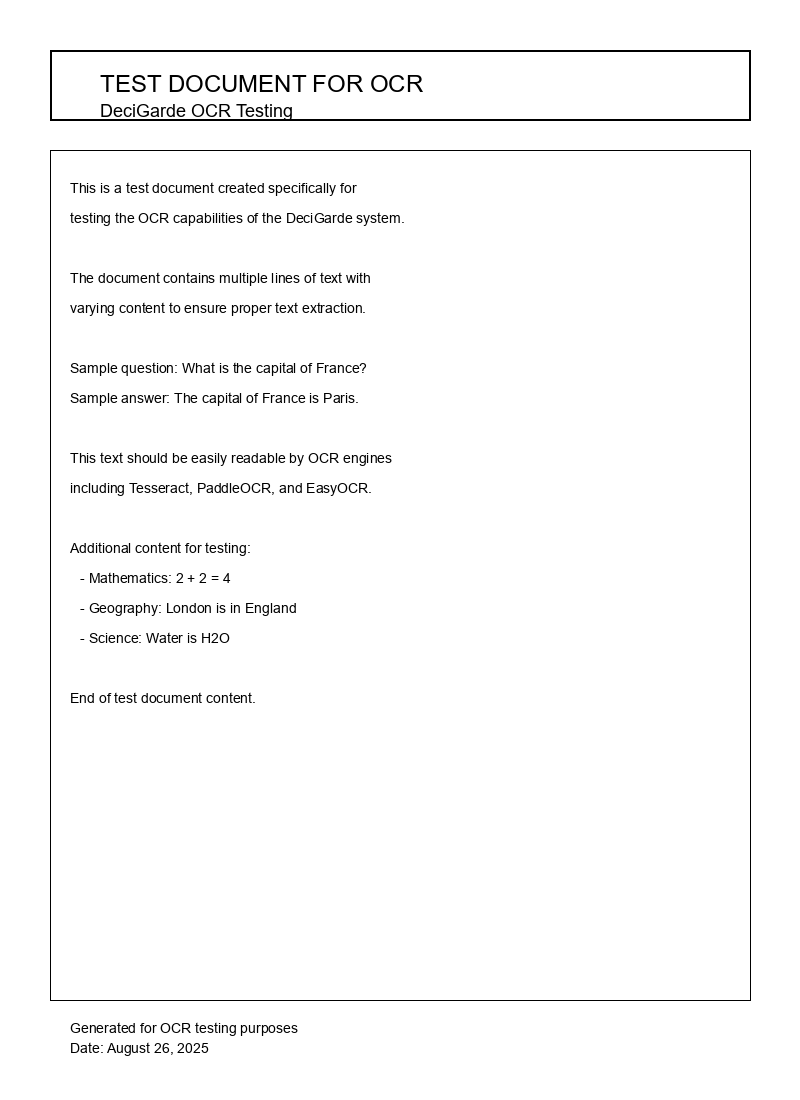 TEST DOCUMENT FOR OCR
DeciGarde OCR Testing
This is a test document created specifically for
testing the OCR capabilities of the DeciGarde system.
The document contains multiple lines of text with
varying content to ensure proper text extraction.
Sample question: What is the capital of France?
Sample answer: The capital of France is Paris.
This text should be easily readable by OCR engines
including Tesseract, PaddleOCR, and EasyOCR.
Additional content for testing:
- Mathematics: 2 + 2 = 4
- Geography: London is in England
- Science: Water is H2O
End of test document content.
Generated for OCR testing purposes
Date: August 26, 2025